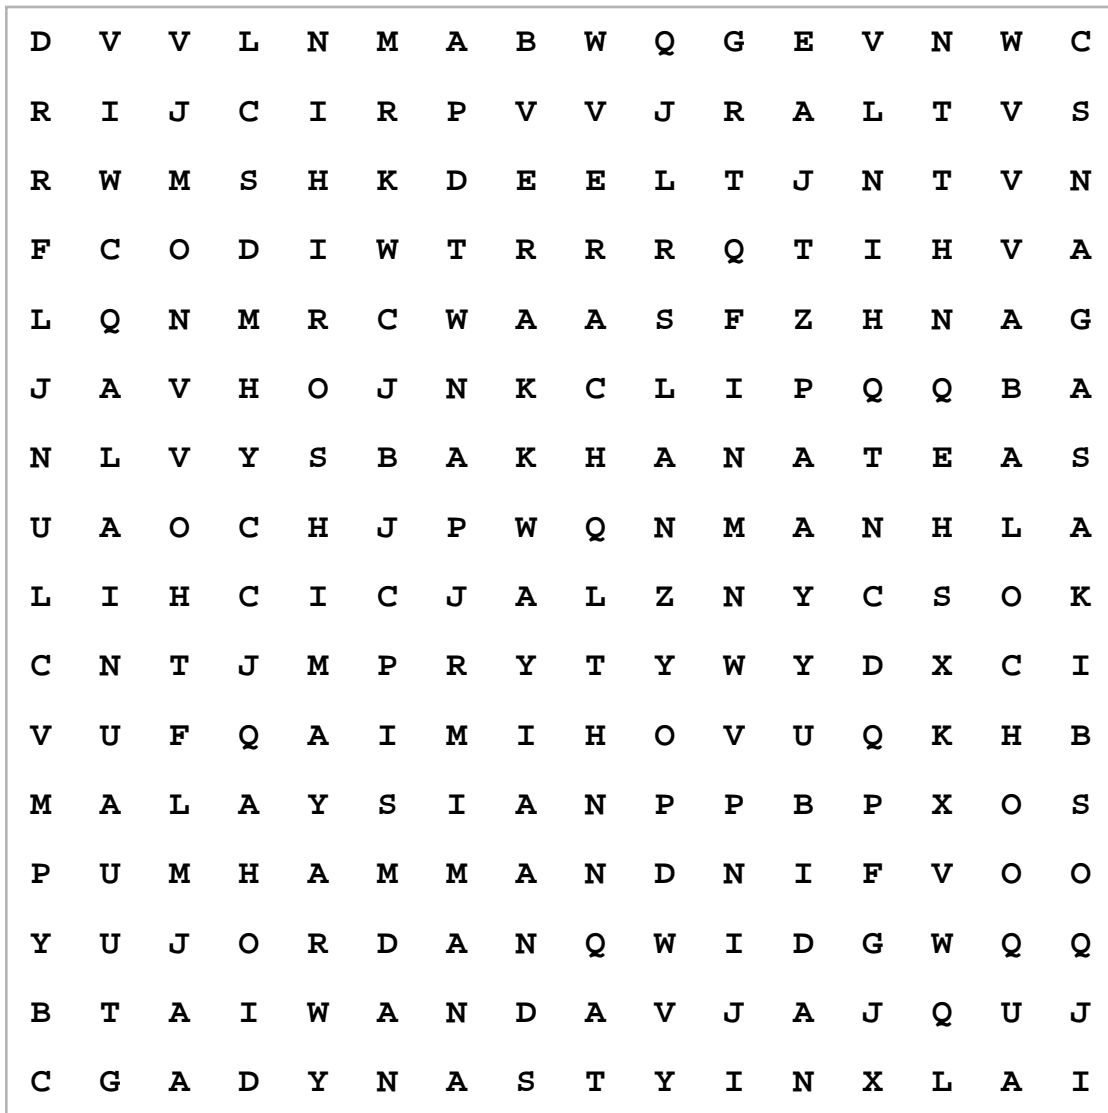 D V V L N M A B W Q G E V N W C
R I J C I R P V V J R A L T V S
R W M S H K D E E L T J N T V N
F C O D I W T R R R Q T I H V A
L Q N M R C W A A S F Z H N A G
J A V H O J N K C L I P Q Q B A
N L V Y S B A K H A N A T E A S
U A O C H J P W Q N M A N H L A
L I H C I C J A L Z N Y C S O K
C N T J M P R Y T Y W Y D X C I
V U F Q A I M I H O V U Q K H B
M A L A Y S I A N P P B P X O S
P U M H A M M A N D N I F V O O
Y U J O R D A N Q W I D G W Q Q
B T A I W A N D A V J A J Q U J
C G A D Y N A S T Y I N X L A I